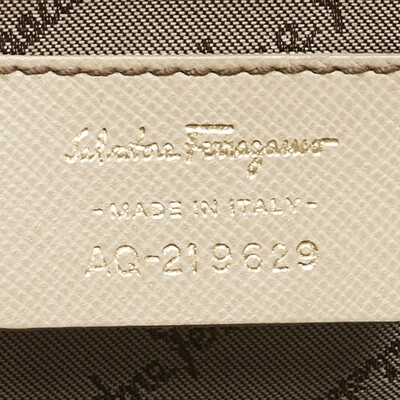 Salvatore Ferragamo
-MADE IN ITALY-
AQ-219629